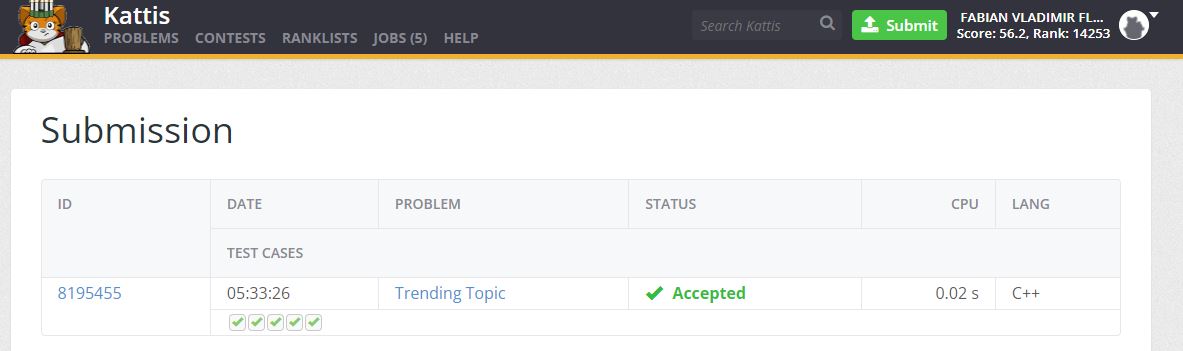 Kattis
PROBLEMS CONTESTS RANKLISTS JOBS (5) HELP
Search Kattis
Submit
FABIAN VLADIMIR FL...
Score: 56.2, Rank: 14253
Submission
ID DATE PROBLEM STATUS CPU LANG
TEST CASES
8195455 05:33:26 Trending Topic Accepted 0.02 s C++